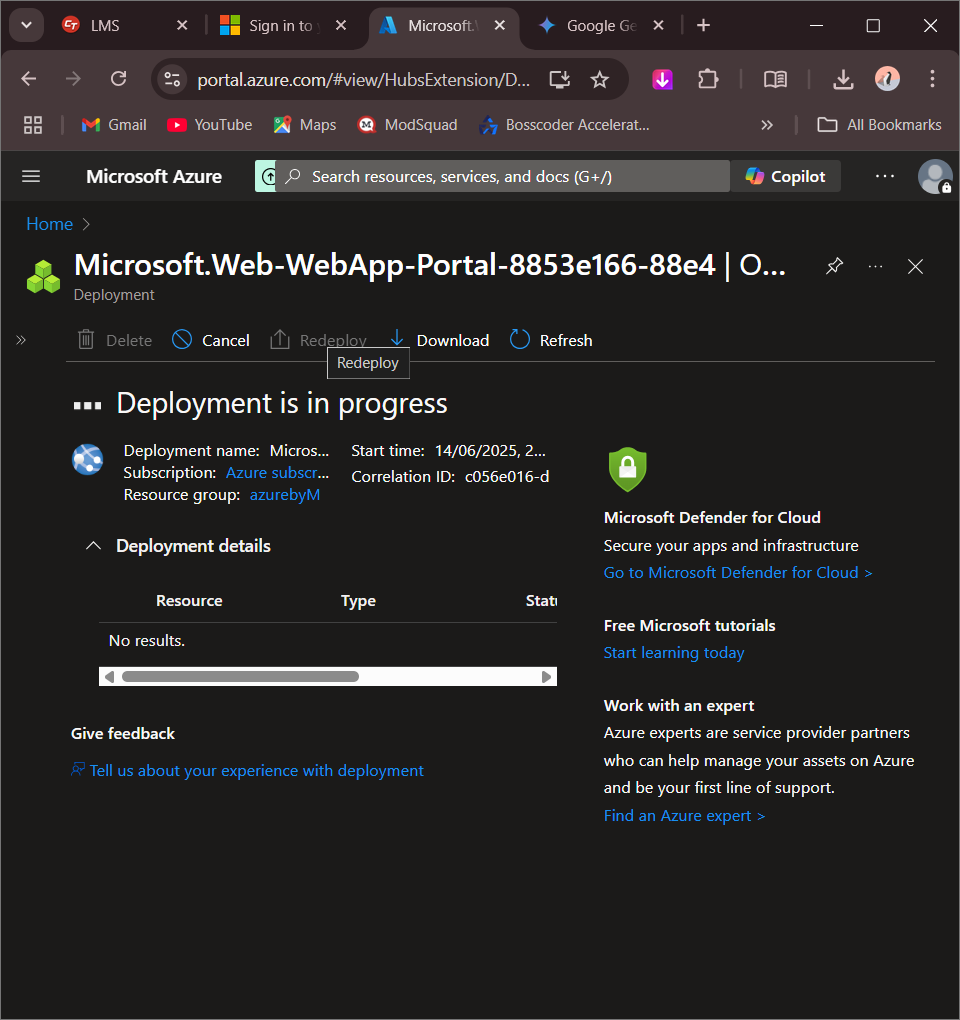 LMS
Sign in to
Microsoft.
Google Ge
portal.azure.com/#view/HubsExtension/D...
Gmail
YouTube
Maps
ModSquad
Bosscoder Accelerat...
All Bookmarks
Microsoft Azure
Search resources, services, and docs (G+/)
Copilot
Home
Microsoft.Web-WebApp-Portal-8853e166-88e4 | O...
Deployment
Delete
Cancel
Redeploy
Download
Refresh
Redeploy
Deployment is in progress
Deployment name: Micros...
Subscription: Azure subscr...
Resource group: azurebyM
Start time: 14/06/2025, 2...
Correlation ID: c056e016-d
Deployment details
Resource Type Statu
No results.
Give feedback
Tell us about your experience with deployment
Microsoft Defender for Cloud
Secure your apps and infrastructure
Go to Microsoft Defender for Cloud >
Free Microsoft tutorials
Start learning today
Work with an expert
Azure experts are service provider partners
who can help manage your assets on Azure
and be your first line of support.
Find an Azure expert >